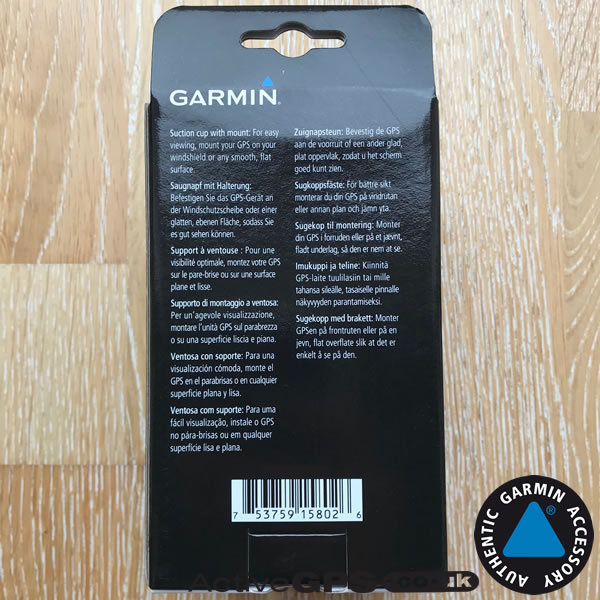 GARMIN
Suction cup with mount: For easy
viewing, mount your GPS on your
windshield or any smooth, flat
surface.
Saugnapf mit Halterung:
Befestigen Sie das GPS-Gerät an
der Windschutzscheibe oder einer
glatten, ebenen Fläche, sodass Sie
es gut sehen können.
Support à ventouse : Pour une
visibilité optimale, montez votre GPS
sur le pare-brise ou sur une surface
plane et lisse.
Supporto di montaggio a ventosa:
Per un'agevole visualizzazione,
montare l'unità GPS sul parabrezza
o su una superficie liscia e piana.
Ventosa con soporte: Para una
visualización cómoda, monte el
GPS en el parabrisas o en cualquier
superficie plana y lisa.
Ventosa com suporte: Para uma
fácil visualização, instale o GPS
no pára-brisas ou em qualquer
superfície lisa e plana.
Zuignapsteun: Bevestig de GPS
aan de voorruit of een ander glad,
plat oppervlak, zodat u het scherm
goed kunt zien.
Sugkoppsfäste: För bättre sikt
monterar du din GPS på vindrutan
eller annan plan och jämn yta.
Sugekop til montering: Monter
din GPS i forruden eller på et jævnt,
fladt underlag, så den er nem at se.
Imukuppi ja teline: Kiinnitä
GPS-laite tuulilasiin tai mille
tahansa sileälle, tasaiselle pinnalle
näkyvyyden parantamiseksi.
Sugekopp med brakett: Monter
GPSen på frontruten eller på en
jevn, flat overflate slik at det er
enkelt å se på den.
7 53759 15802 6
ActiveGPS.co.uk
AUTHENTIC GARMIN ACCESSORY